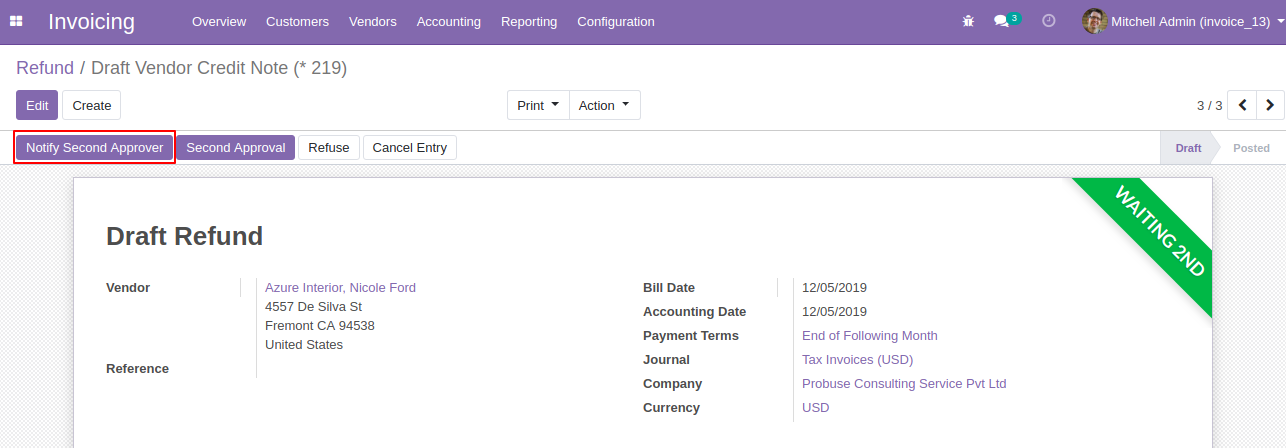 Invoicing Overview Customers Vendors Accounting Reporting Configuration 3 Mitchell Admin (invoice_13)
Refund / Draft Vendor Credit Note (* 219)
Edit Create Print Action 3 / 3
Notify Second Approver Second Approval Refuse Cancel Entry Draft Posted
WAITING 2ND
Draft Refund
Vendor Azure Interior, Nicole Ford Bill Date 12/05/2019
4557 De Silva St Accounting Date 12/05/2019
Fremont CA 94538 Payment Terms End of Following Month
United States Journal Tax Invoices (USD)
Reference Company Probuse Consulting Service Pvt Ltd
Currency USD